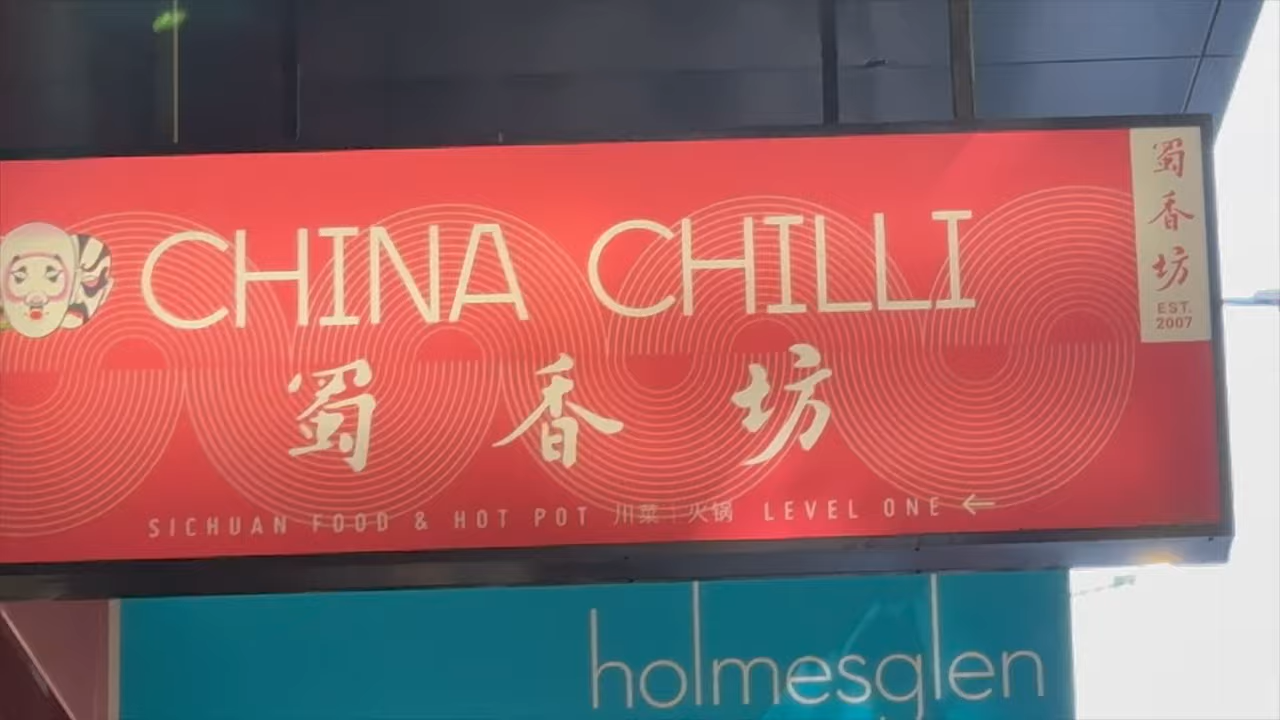 CHINA CHILLI
蜀香坊
SICHUAN FOOD & HOT POT 川菜 | 火锅 LEVEL ONE ←
蜀
香
坊
EST.
2007
holmesglen